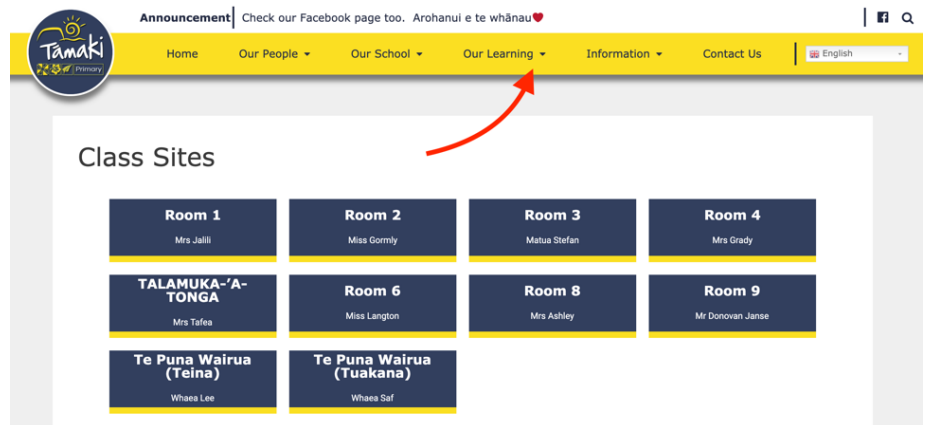 Announcement Check our Facebook page too. Arohanui e te whānau
Tāmaki
Primary
Home Our People Our School Our Learning Information Contact Us English
Class Sites
Room 1 Room 2 Room 3 Room 4
Mrs Jalili Miss Gormly Matua Stefan Mrs Grady
TALAMUKA-'A-
TONGA
Mrs Tafea
Room 6 Room 8 Room 9
Miss Langton Mrs Ashley Mr Donovan Janse
Te Puna Wairua
(Teina)
Whaea Lee
Te Puna Wairua
(Tuakana)
Whaea Saf